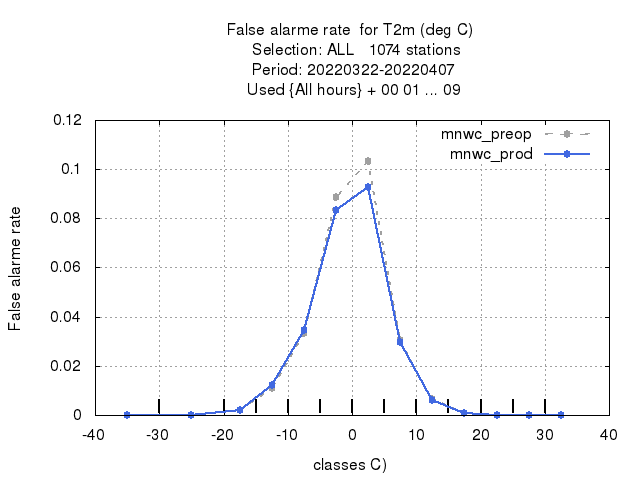 False alarme rate  for T2m (deg C)
Selection: ALL   1074 stations
Period: 20220322-20220407
Used {All hours} + 00 01 ... 09
mnwc_preop
mnwc_prod
0.12
0.1
0.08
0.06
0.04
0.02
0
False alarme rate
-40 -30 -20 -10 0 10 20 30 40
classes C)